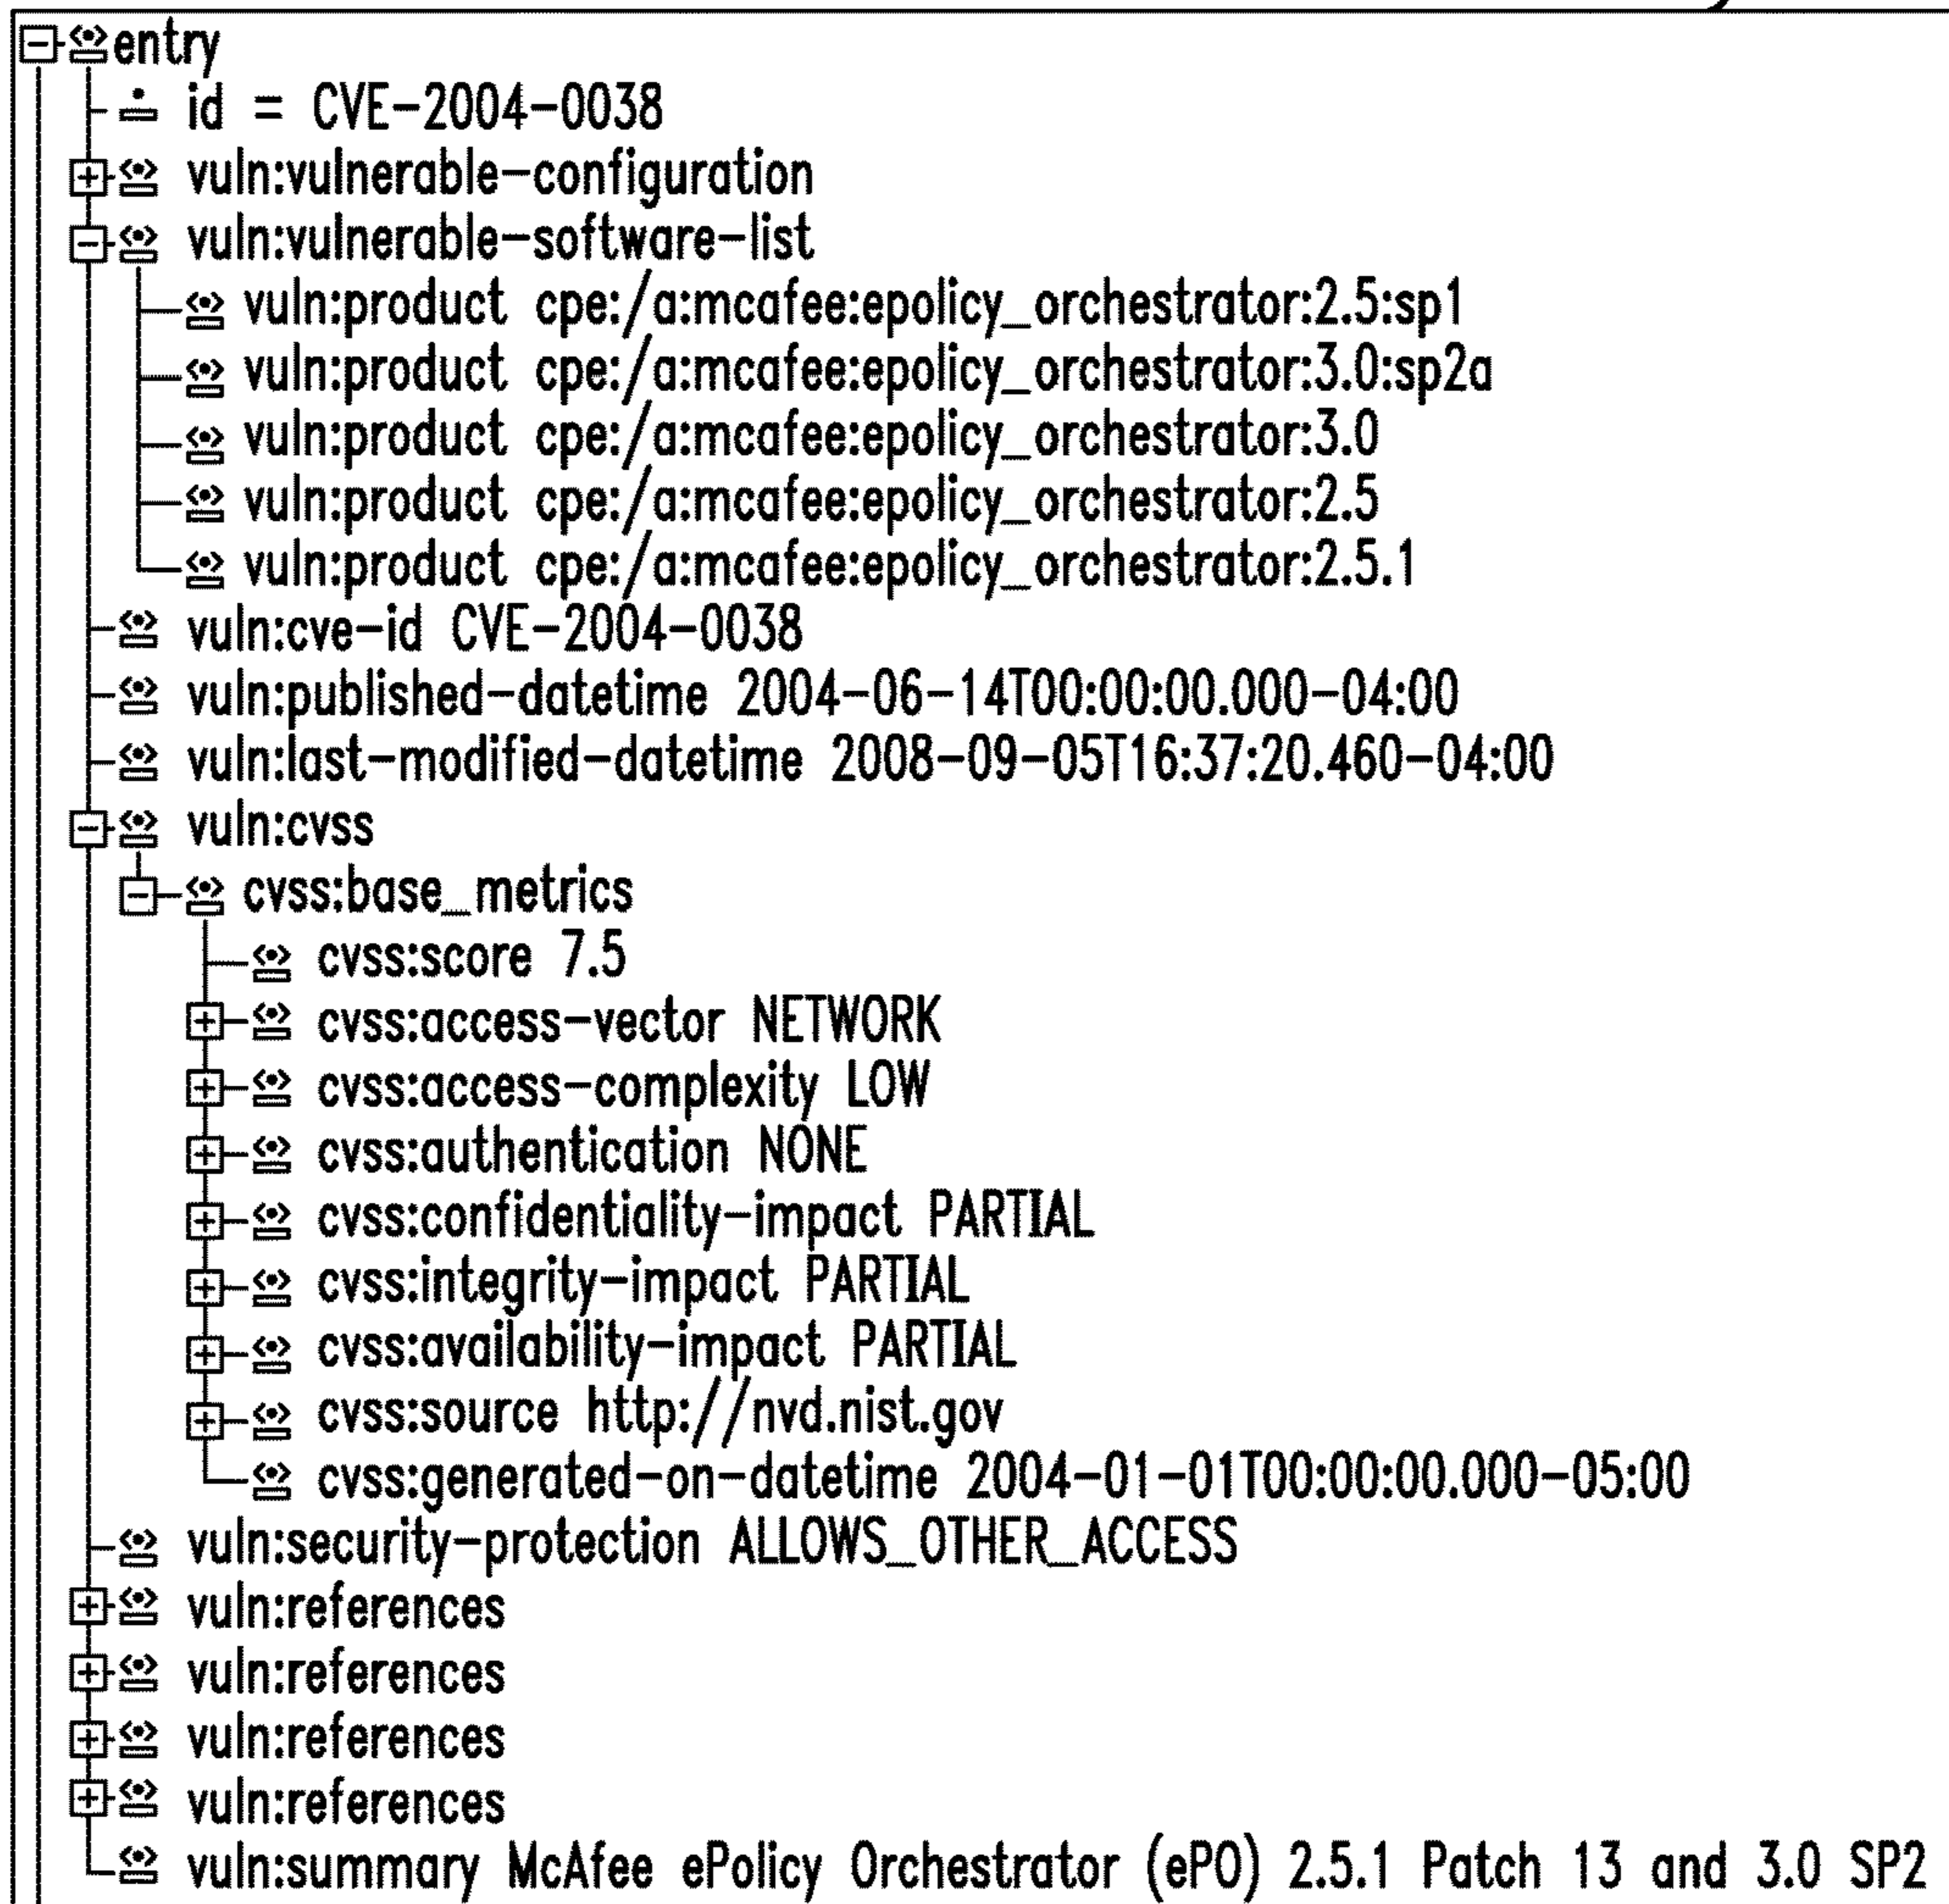 entry
id = CVE-2004-0038
vuln:vulnerable-configuration
vuln:vulnerable-software-list
vuln:product cpe:/a:mcafee:epolicy_orchestrator:2.5:sp1
vuln:product cpe:/a:mcafee:epolicy_orchestrator:3.0:sp2a
vuln:product cpe:/a:mcafee:epolicy_orchestrator:3.0
vuln:product cpe:/a:mcafee:epolicy_orchestrator:2.5
vuln:product cpe:/a:mcafee:epolicy_orchestrator:2.5.1
vuln:cve-id CVE-2004-0038
vuln:published-datetime 2004-06-14T00:00:00.000-04:00
vuln:last-modified-datetime 2008-09-05T16:37:20.460-04:00
vuln:cvss
cvss:base_metrics
cvss:score 7.5
cvss:access-vector NETWORK
cvss:access-complexity LOW
cvss:authentication NONE
cvss:confidentiality-impact PARTIAL
cvss:integrity-impact PARTIAL
cvss:availability-impact PARTIAL
cvss:source http://nvd.nist.gov
cvss:generated-on-datetime 2004-01-01T00:00:00.000-05:00
vuln:security-protection ALLOWS_OTHER_ACCESS
vuln:references
vuln:references
vuln:references
vuln:references
vuln:summary McAfee ePolicy Orchestrator (ePO) 2.5.1 Patch 13 and 3.0 SP2